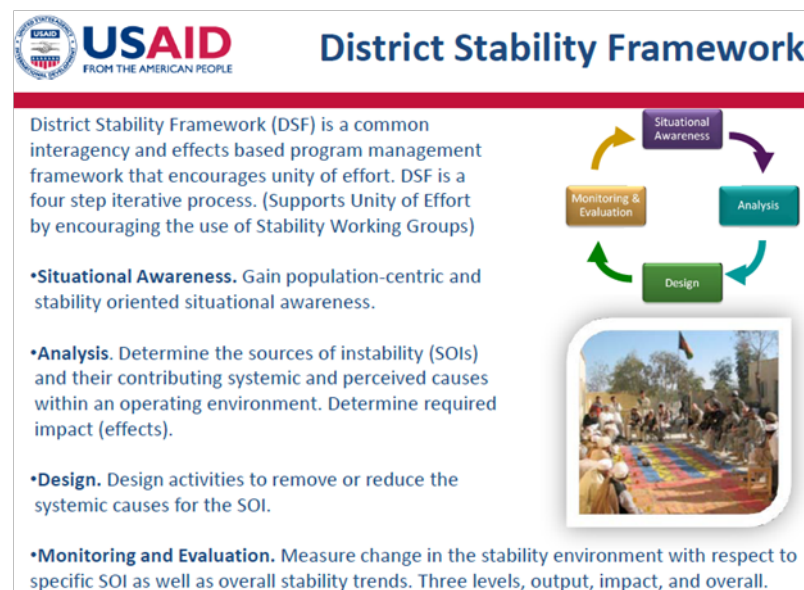 USAID
FROM THE AMERICAN PEOPLE
District Stability Framework
District Stability Framework (DSF) is a common
interagency and effects based program management
framework that encourages unity of effort. DSF is a
four step iterative process. (Supports Unity of Effort
by encouraging the use of Stability Working Groups)
•Situational Awareness. Gain population-centric and
stability oriented situational awareness.
•Analysis. Determine the sources of instability (SOIs)
and their contributing systemic and perceived causes
within an operating environment. Determine required
impact (effects).
•Design. Design activities to remove or reduce the
systemic causes for the SOI.
•Monitoring and Evaluation. Measure change in the stability environment with respect to
specific SOI as well as overall stability trends. Three levels, output, impact, and overall.
Situational
Awareness
Analysis
Design
Monitoring &
Evaluation
UNITED STATES AGENCY
INTERNATIONAL DEVELOPMENT
USAID